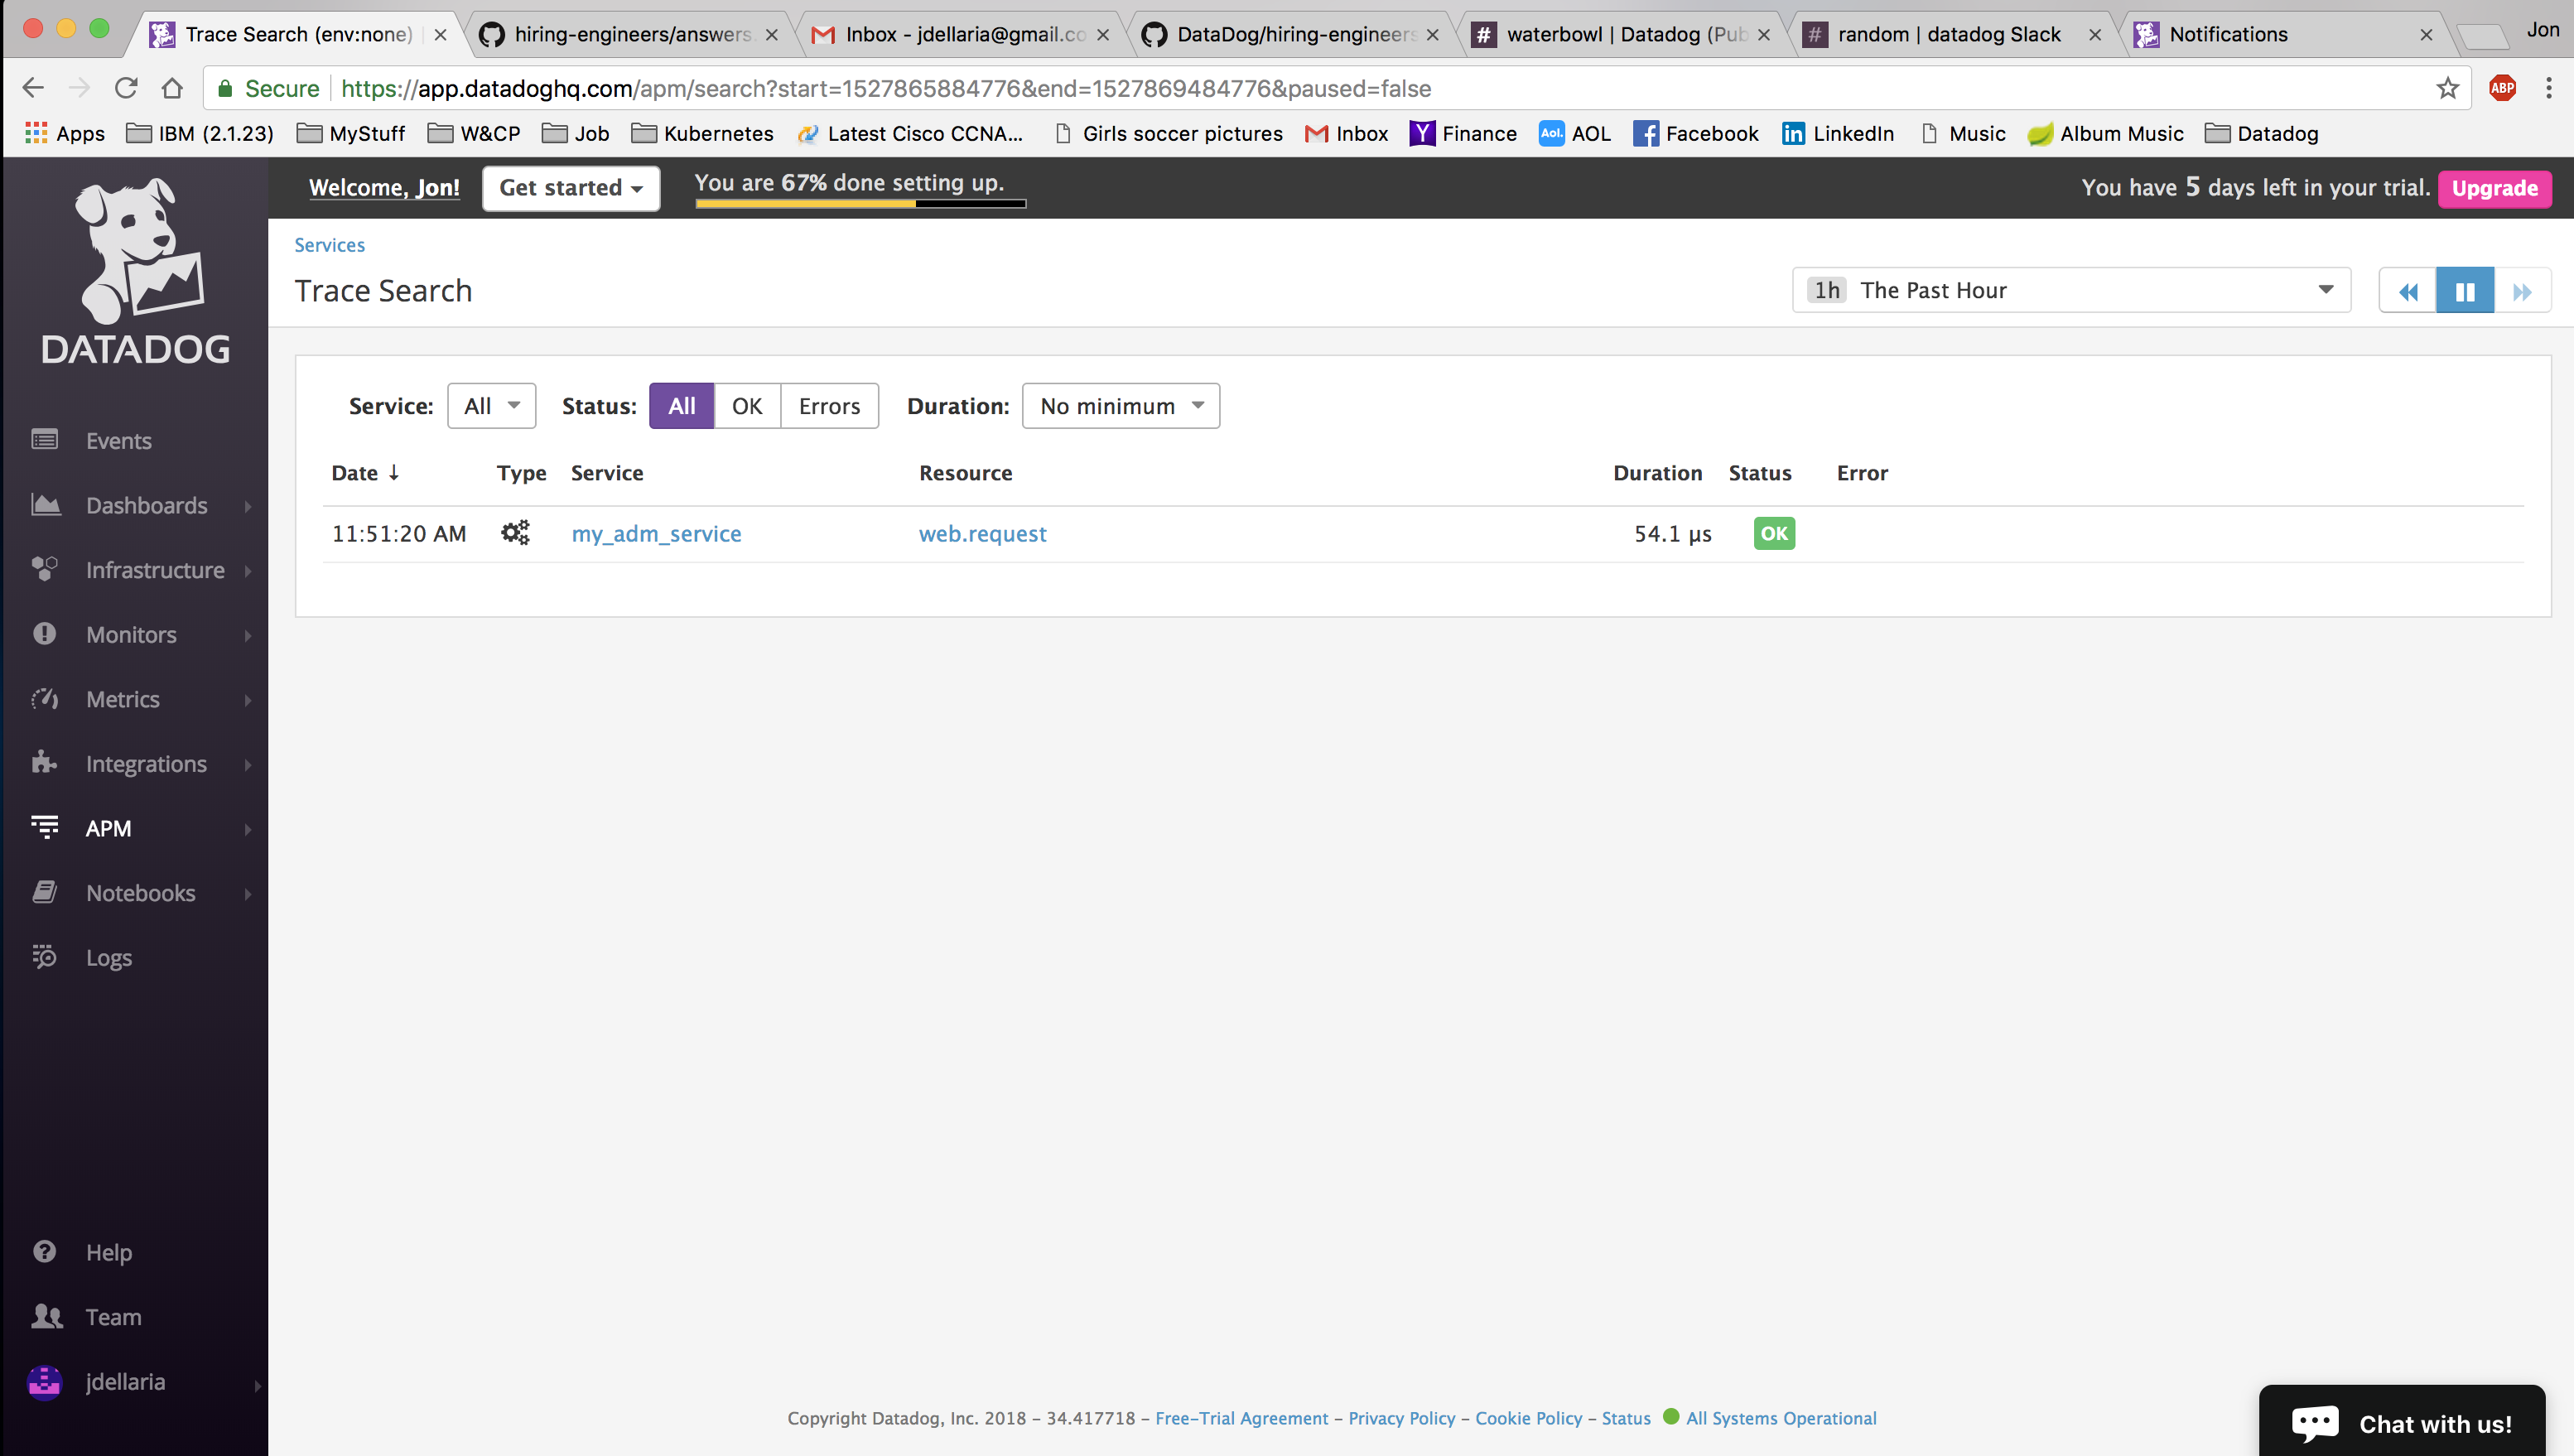 Trace Search (env:none)
hiring-engineers/answers.
Inbox - jdellaria@gmail.co
DataDog/hiring-engineers
# waterbowl | Datadog (Pub
# random | datadog Slack
Notifications
Jon
Secure https://app.datadoghq.com/apm/search?start=1527865884776&end=1527869484776&paused=false
ABP
Apps IBM (2.1.23) MyStuff W&CP Job Kubernetes Latest Cisco CCNA... Girls soccer pictures Inbox Y Finance Aol. AOL f Facebook in LinkedIn Music Album Music Datadog
Welcome, Jon! Get started You are 67% done setting up. You have 5 days left in your trial. Upgrade
DATADOG
Events
Dashboards
Infrastructure
Monitors
Metrics
Integrations
APM
Notebooks
Logs
Help
Team
jdellaria
Services
Trace Search
1h The Past Hour
Service: All Status: All OK Errors Duration: No minimum
Date ↓ Type Service Resource Duration Status Error
11:51:20 AM my_adm_service web.request 54.1 µs OK
Copyright Datadog, Inc. 2018 – 34.417718 – Free-Trial Agreement – Privacy Policy – Cookie Policy – Status All Systems Operational
Chat with us!